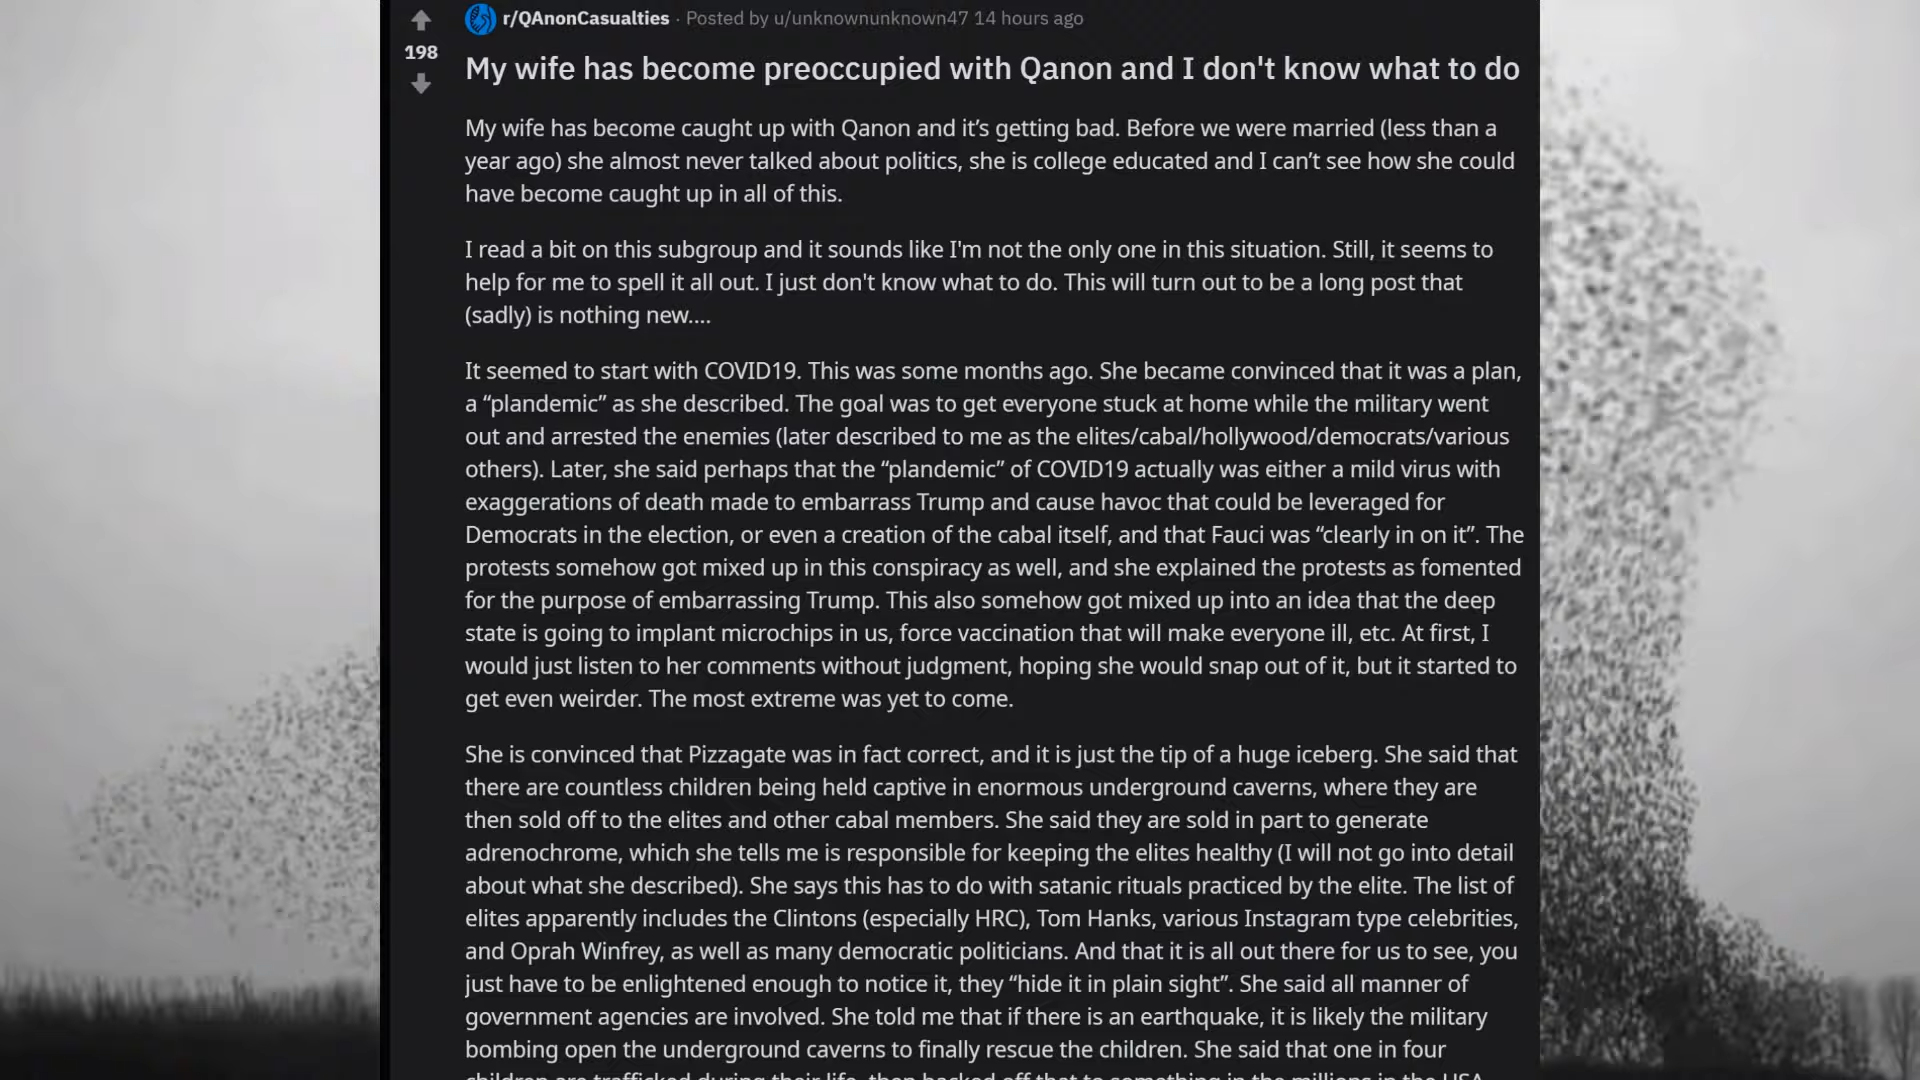 r/QAnonCasualties · Posted by u/unknownunknown47 14 hours ago
198
My wife has become preoccupied with Qanon and I don't know what to do
My wife has become caught up with Qanon and it’s getting bad. Before we were married (less than a
year ago) she almost never talked about politics, she is college educated and I can’t see how she could
have become caught up in all of this.
I read a bit on this subgroup and it sounds like I'm not the only one in this situation. Still, it seems to
help for me to spell it all out. I just don't know what to do. This will turn out to be a long post that
(sadly) is nothing new....
It seemed to start with COVID19. This was some months ago. She became convinced that it was a plan,
a “plandemic” as she described. The goal was to get everyone stuck at home while the military went
out and arrested the enemies (later described to me as the elites/cabal/hollywood/democrats/various
others). Later, she said perhaps that the “plandemic” of COVID19 actually was either a mild virus with
exaggerations of death made to embarrass Trump and cause havoc that could be leveraged for
Democrats in the election, or even a creation of the cabal itself, and that Fauci was “clearly in on it”. The
protests somehow got mixed up in this conspiracy as well, and she explained the protests as fomented
for the purpose of embarrassing Trump. This also somehow got mixed up into an idea that the deep
state is going to implant microchips in us, force vaccination that will make everyone ill, etc. At first, I
would just listen to her comments without judgment, hoping she would snap out of it, but it started to
get even weirder. The most extreme was yet to come.
She is convinced that Pizzagate was in fact correct, and it is just the tip of a huge iceberg. She said that
there are countless children being held captive in enormous underground caverns, where they are
then sold off to the elites and other cabal members. She said they are sold in part to generate
adrenochrome, which she tells me is responsible for keeping the elites healthy (I will not go into detail
about what she described). She says this has to do with satanic rituals practiced by the elite. The list of
elites apparently includes the Clintons (especially HRC), Tom Hanks, various Instagram type celebrities,
and Oprah Winfrey, as well as many democratic politicians. And that it is all out there for us to see, you
just have to be enlightened enough to notice it, they “hide it in plain sight”. She said all manner of
government agencies are involved. She told me that if there is an earthquake, it is likely the military
bombing open the underground caverns to finally rescue the children. She said that one in four
children are trafficked during their life, then backed off that to something in the millions in the USA